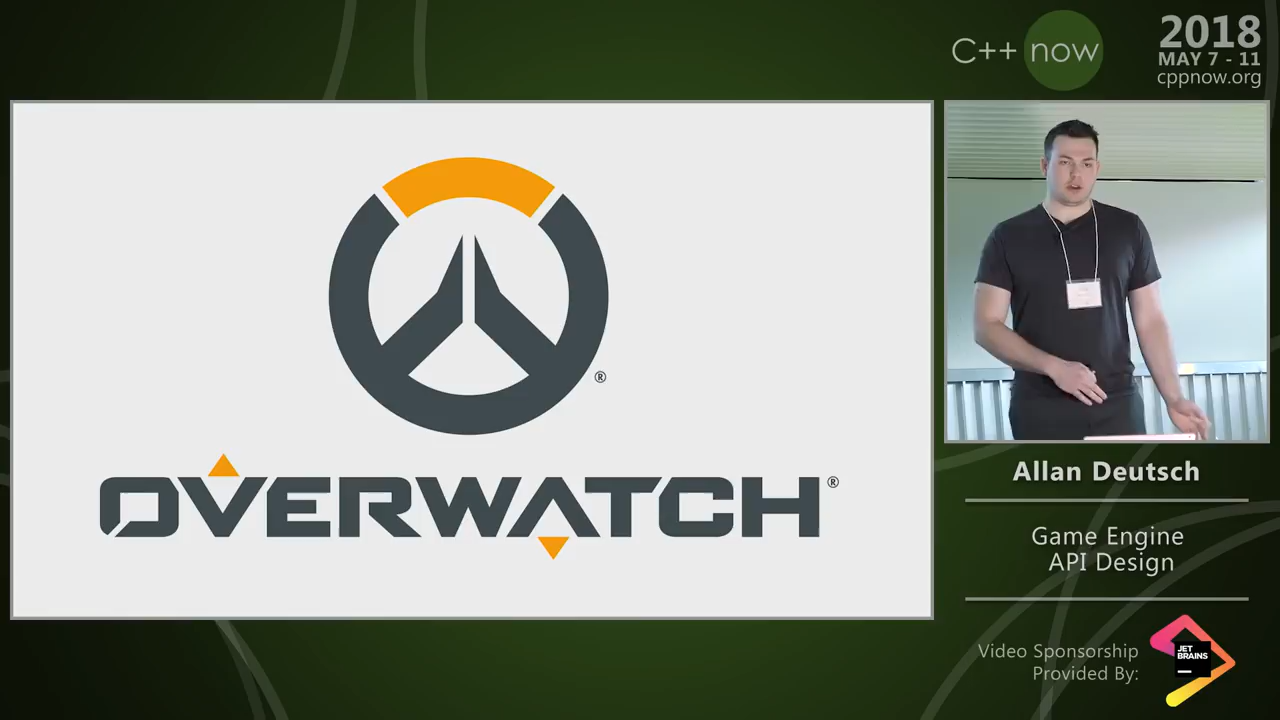 C++ now
2018
MAY 7 - 11
cppnow.org
®
OVERWATCH®
Allan Deutsch
Game Engine
API Design
Video Sponsorship
Provided By:
JET
BRAINS